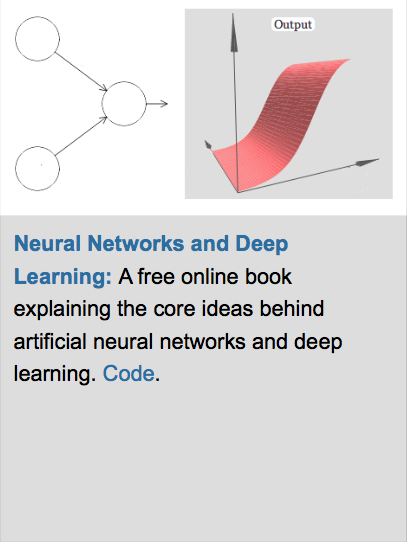 Output
Neural Networks and Deep
Learning: A free online book
explaining the core ideas behind
artificial neural networks and deep
learning. Code.